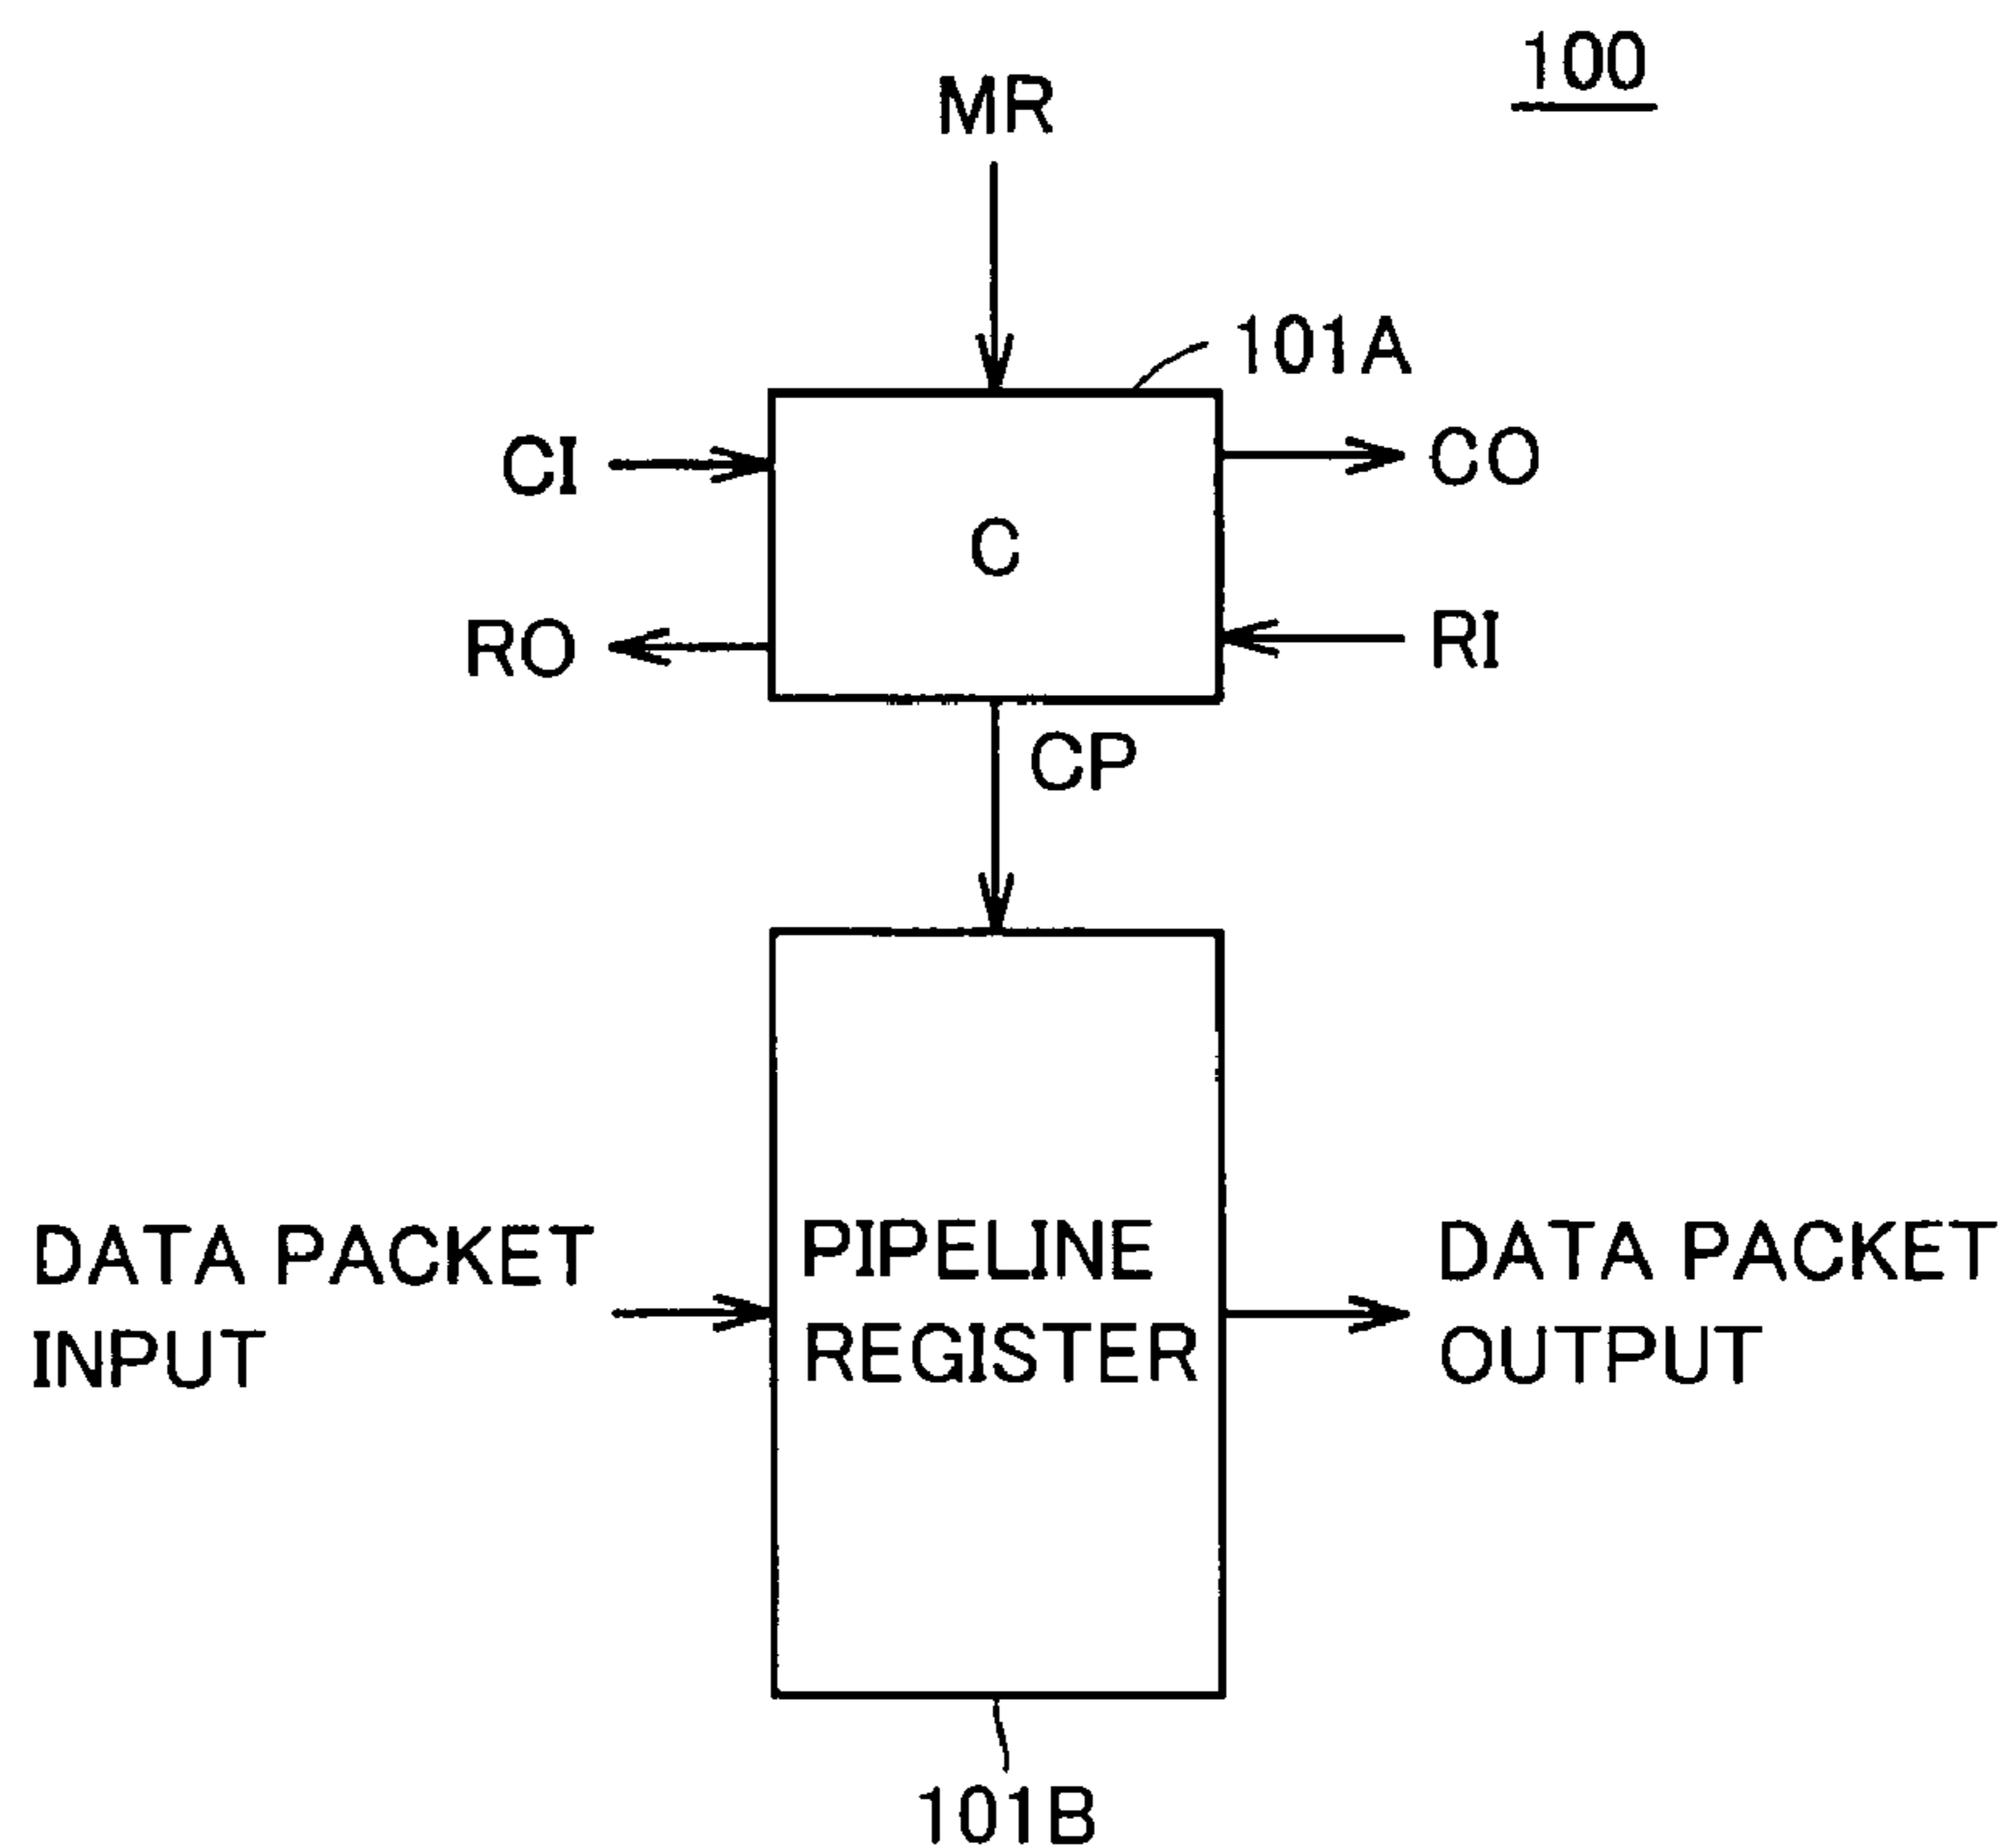 100
MR
101A
CI
CO
C
RO
RI
CP
DATA PACKET
INPUT
PIPELINE
REGISTER
DATA PACKET
OUTPUT
101B